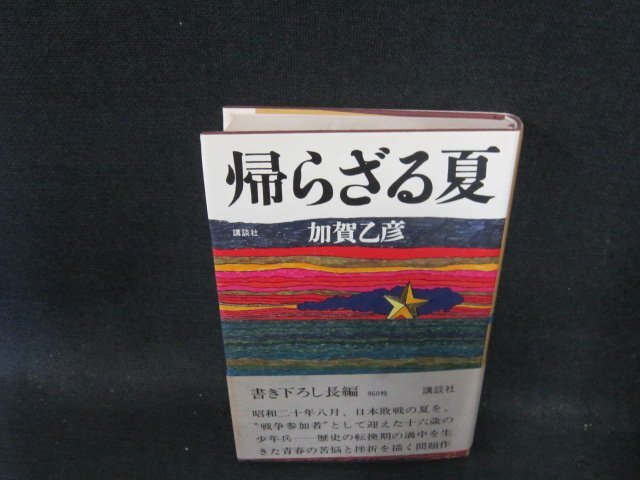 帰らざる夏
講談社
加賀乙彦
書き下ろし長編 960枚 講談社
昭和二十年八月、日本敗戦の夏を、
“戦争参加者”として迎えた十六歳の
少年兵──歴史の転換期の渦中を生
きた青春の苦悩と挫折を描く問題作